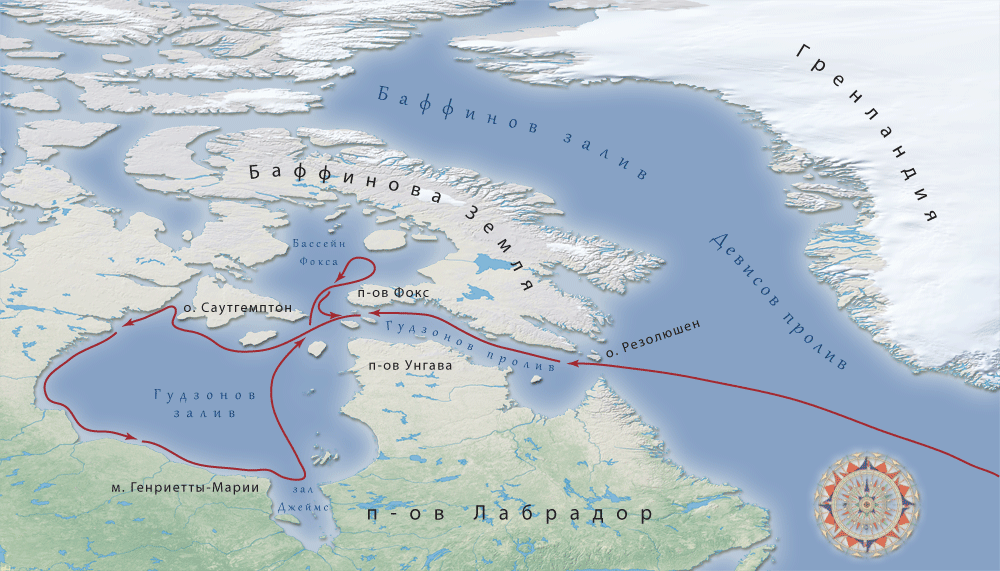 Гренландия
Баффинов залив
Баффинова Земля
Девисов пролив
Бассейн
Фокса
п-ов Фокс
о. Саутгемптон
Гудзонов пролив
о. Резолюшен
п-ов Унгава
Гудзонов
залив
м. Генриетты-Марии
зал
Джеймс
п-ов Лабрадор